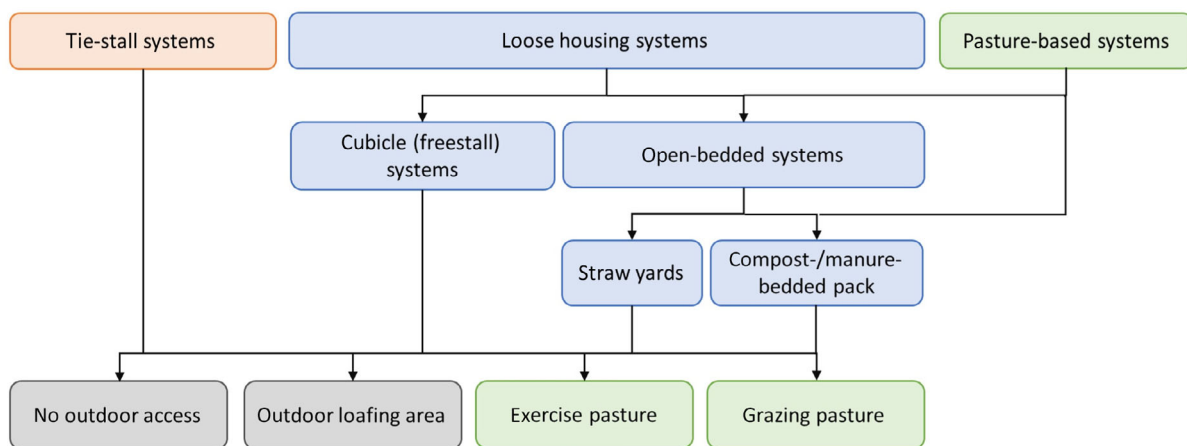 Tie-stall systems
Loose housing systems
Pasture-based systems
Cubicle (freestall)
systems
Open-bedded systems
Straw yards
Compost-/manure-
bedded pack
No outdoor access
Outdoor loafing area
Exercise pasture
Grazing pasture